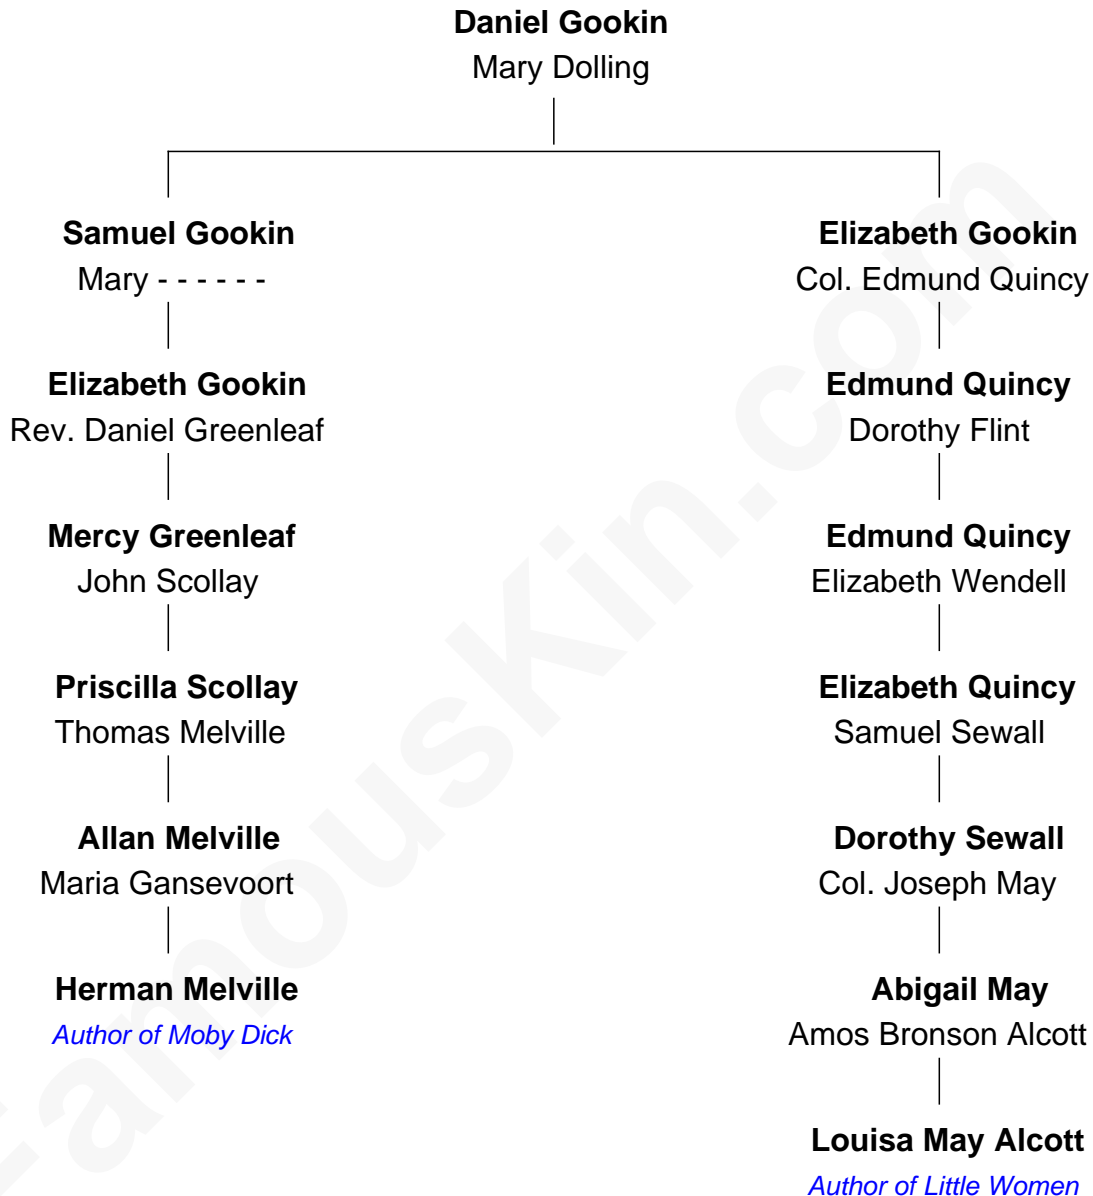 Daniel Gookin
Mary Dolling
Samuel Gookin
Mary - - - - - -
Elizabeth Gookin
Rev. Daniel Greenleaf
Mercy Greenleaf
John Scollay
Priscilla Scollay
Thomas Melville
Allan Melville
Maria Gansevoort
Herman Melville
Author of Moby Dick
Elizabeth Gookin
Col. Edmund Quincy
Edmund Quincy
Dorothy Flint
Edmund Quincy
Elizabeth Wendell
Elizabeth Quincy
Samuel Sewall
Dorothy Sewall
Col. Joseph May
Abigail May
Amos Bronson Alcott
Louisa May Alcott
Author of Little Women
FamousKin.com